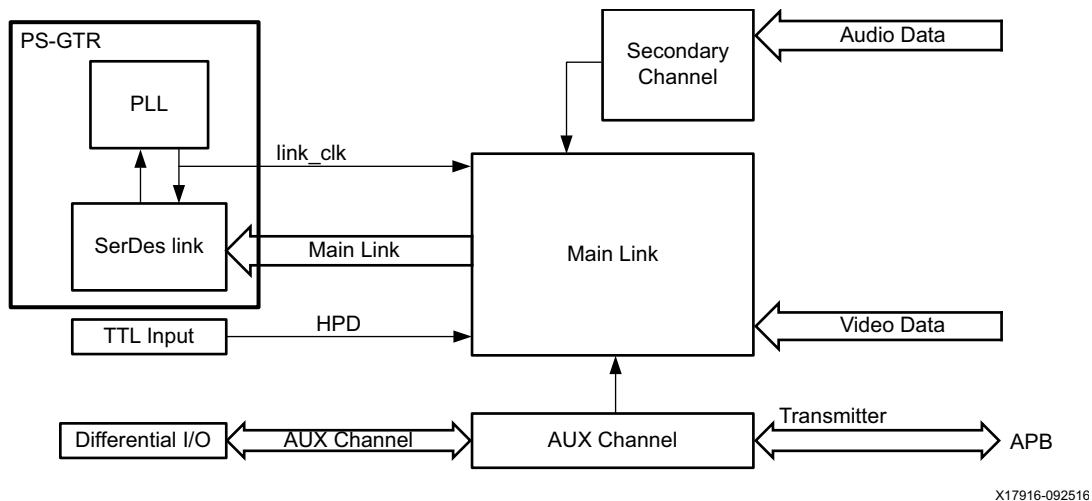 PS-GTR
PLL
Secondary
Channel
Audio Data
link_clk
SerDes link
Main Link
Main Link
TTL Input
HPD
Video Data
Differential I/O
AUX Channel
AUX Channel
Transmitter
APB
X17916-092516